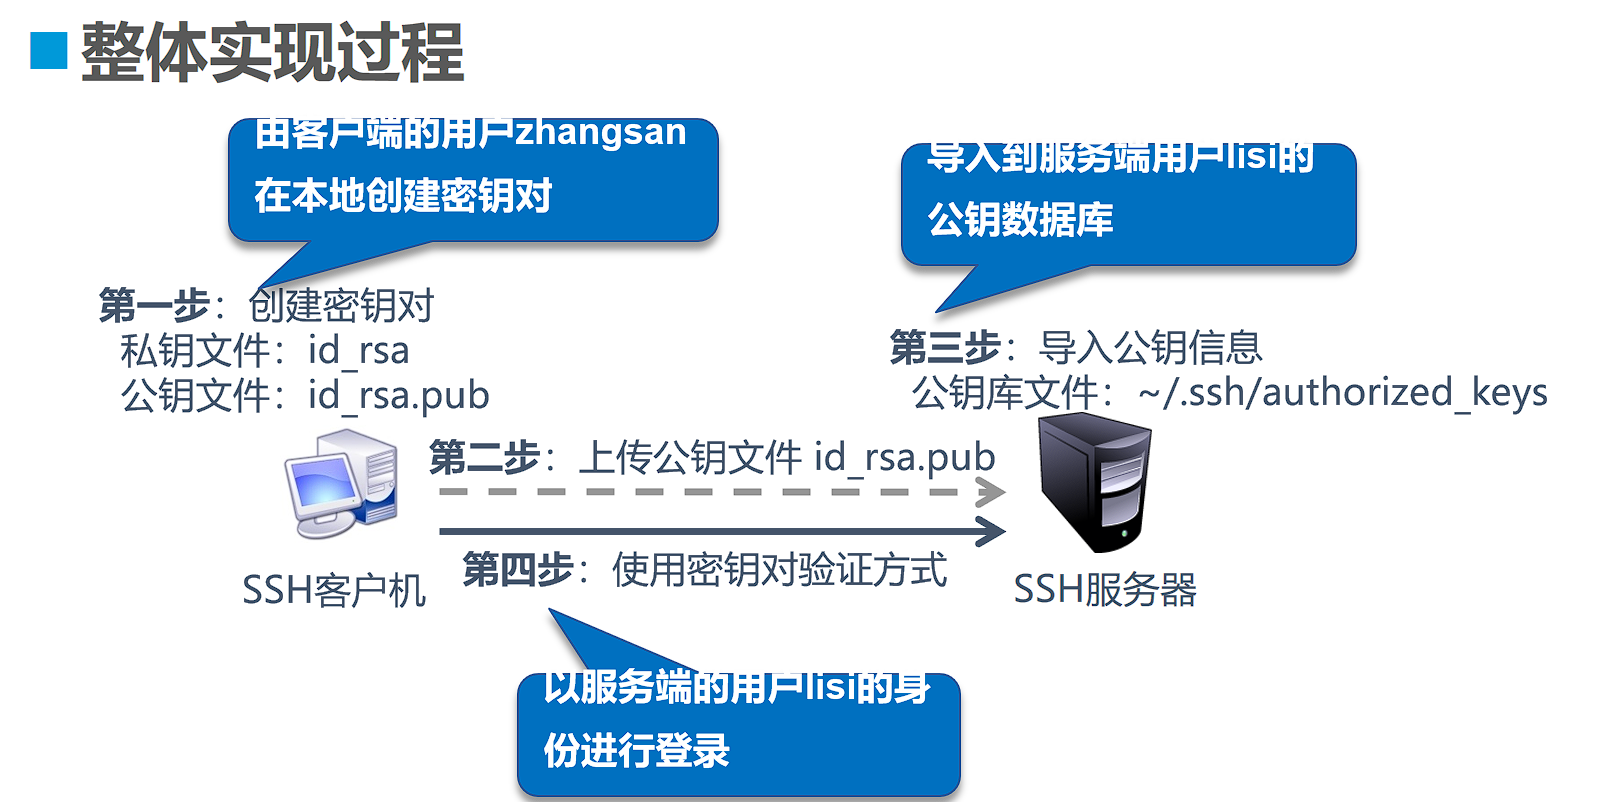 整体实现过程
由客户端的用户zhangsan
在本地创建密钥对
导入到服务端用户lisi的
公钥数据库
第一步：创建密钥对
私钥文件：id_rsa
公钥文件：id_rsa.pub
第三步：导入公钥信息
公钥库文件：~/.ssh/authorized_keys
第二步：上传公钥文件 id_rsa.pub
第四步：使用密钥对验证方式
SSH客户机
SSH服务器
以服务端的用户lisi的身
份进行登录